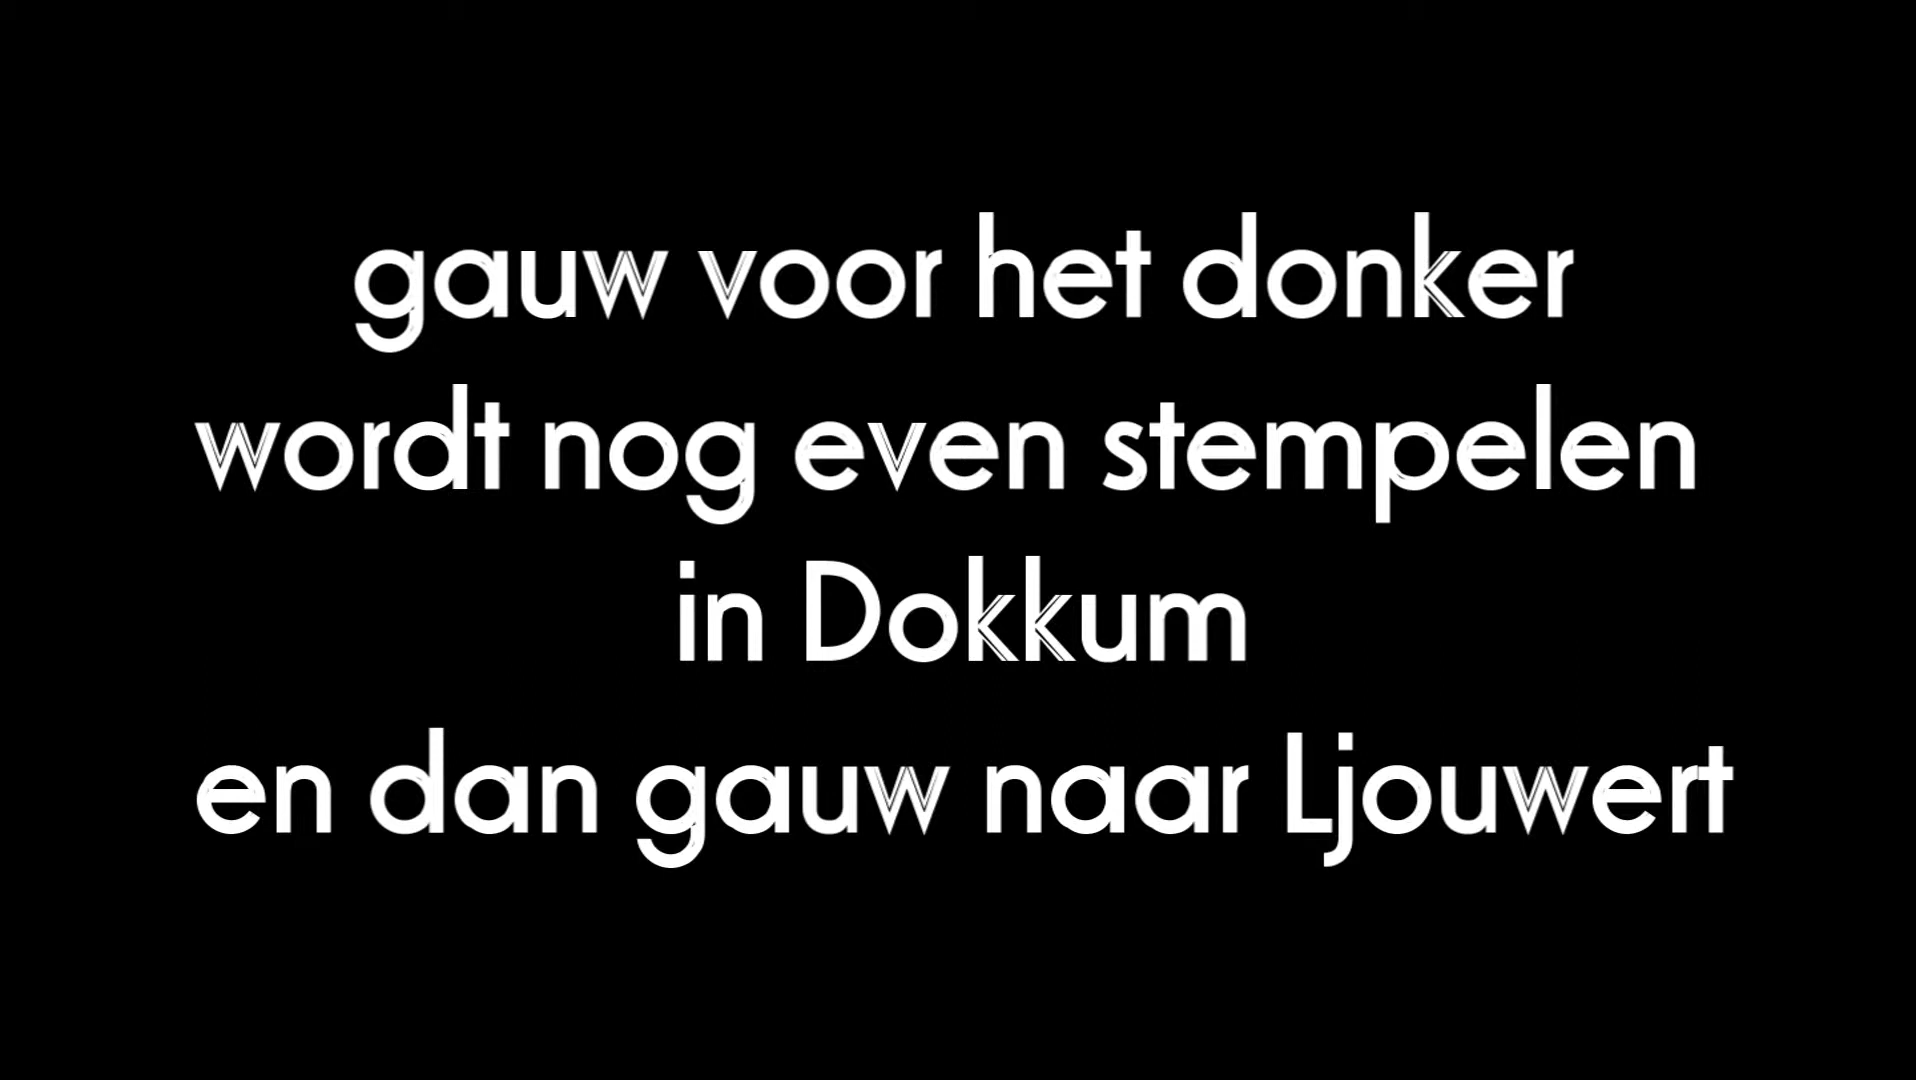 gauw voor het donker
wordt nog even stempelen
in Dokkum
en dan gauw naar Ljouwert